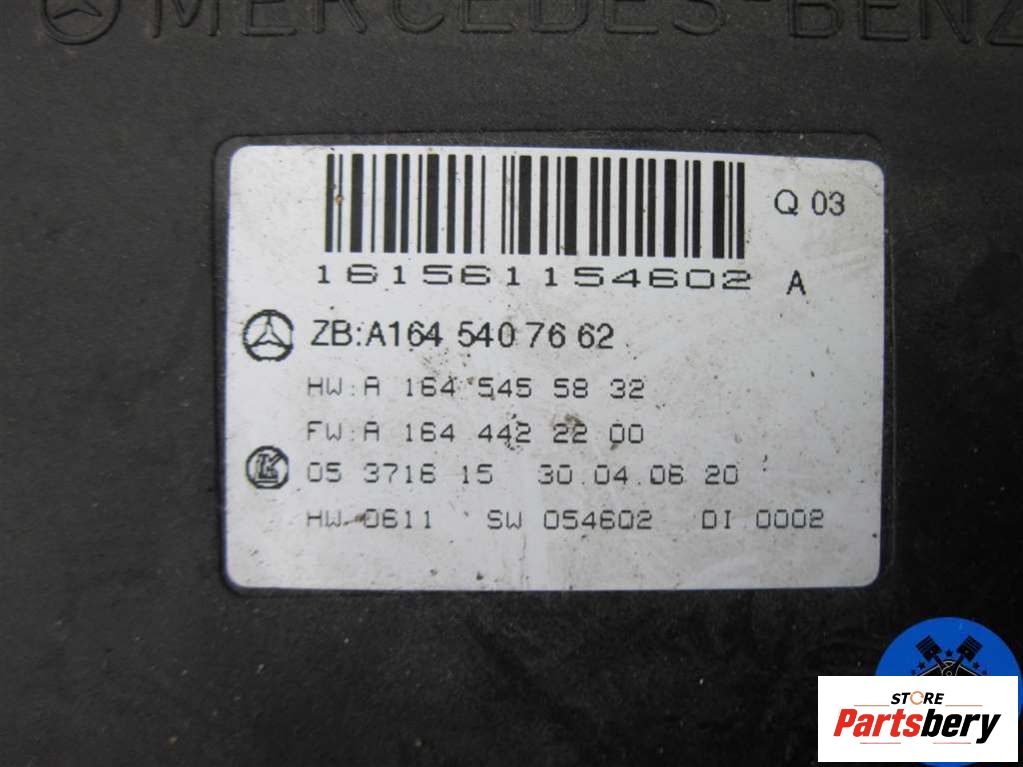 MERCEDES-BENZ
Q 03
161561154602 A
ZB:A164 540 76 62
HW:A 164 545 58 32
FW:A 164 442 22 00
05 3716 15 30.04.06 20
HW 0611 SW 054602 DI 0002
STORE
Partsbery